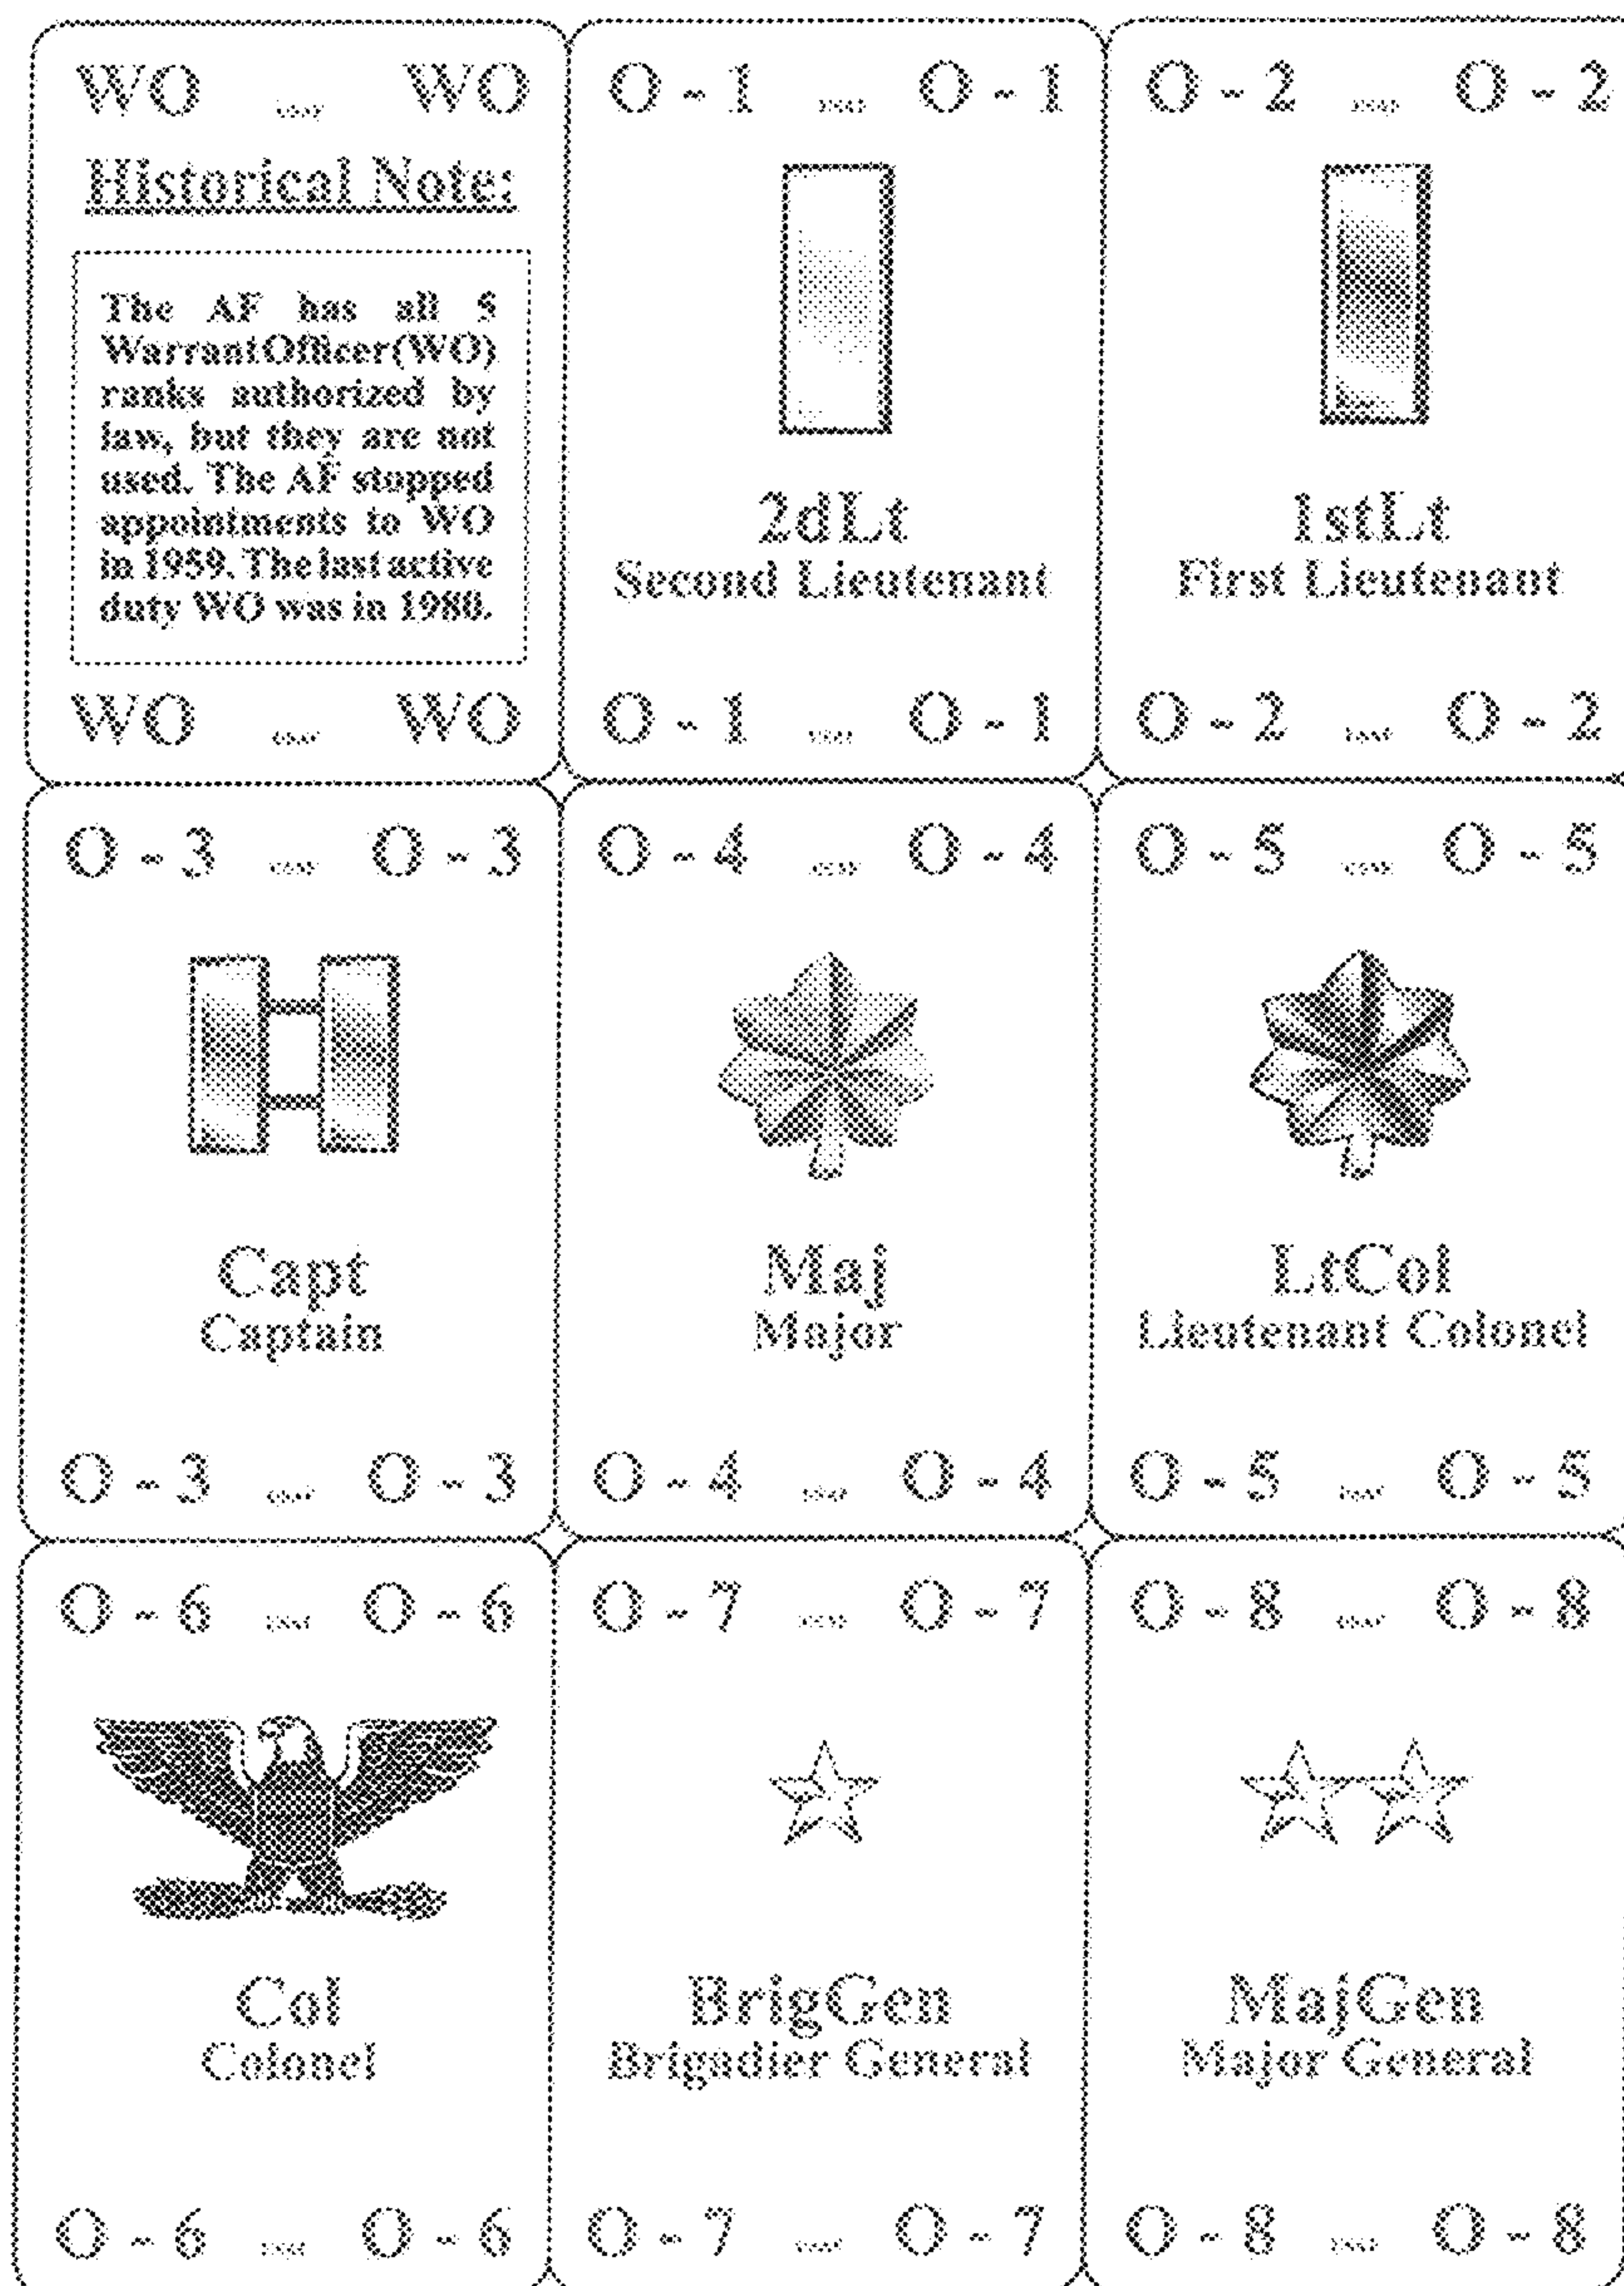 WO WO
Historical Note:
The AF has all 5
Warrant Officer (WO)
ranks authorized by
law, but they are not
used. The AF stopped
appointments to WO
in 1959. The last active
duty WO was in 1980.
WO WO
O - 1 O - 1
2dLt
Second Lieutenant
O - 1 O - 1
O - 2 O - 2
1stLt
First Lieutenant
O - 2 O - 2
O - 3 O - 3
Capt
Captain
O - 3 O - 3
O - 4 O - 4
Maj
Major
O - 4 O - 4
O - 5 O - 5
LtCol
Lieutenant Colonel
O - 5 O - 5
O - 6 O - 6
Col
Colonel
O - 6 O - 6
O - 7 O - 7
BrigGen
Brigadier General
O - 7 O - 7
O - 8 O - 8
MajGen
Major General
O - 8 O - 8